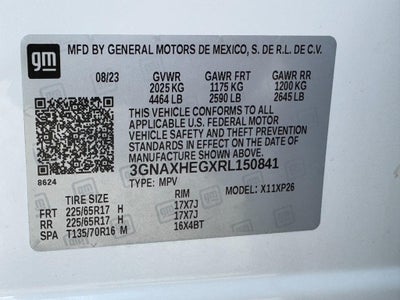 gm
MFD BY GENERAL MOTORS DE MEXICO, S. DE R.L. DE C.V.
08/23 GVWR GAWR FRT GAWR RR
2025 KG 1175 KG 1200 KG
4464 LB 2590 LB 2645 LB
THIS VEHICLE CONFORMS TO ALL
APPLICABLE U.S. FEDERAL MOTOR
VEHICLE SAFETY, BUMPER, AND THEFT
PREVENTION STANDARDS IN EFFECT ON
THE DATE OF MANUFACTURE SHOWN ABOVE.
3GNAXHEGXRL150841
8624
TYPE: MPV MODEL: X11XP26
TIRE SIZE RIM
FRT 225/65R17 H 17X7J
RR 225/65R17 H 17X7J
SPA T135/70R16 M 16X4BT